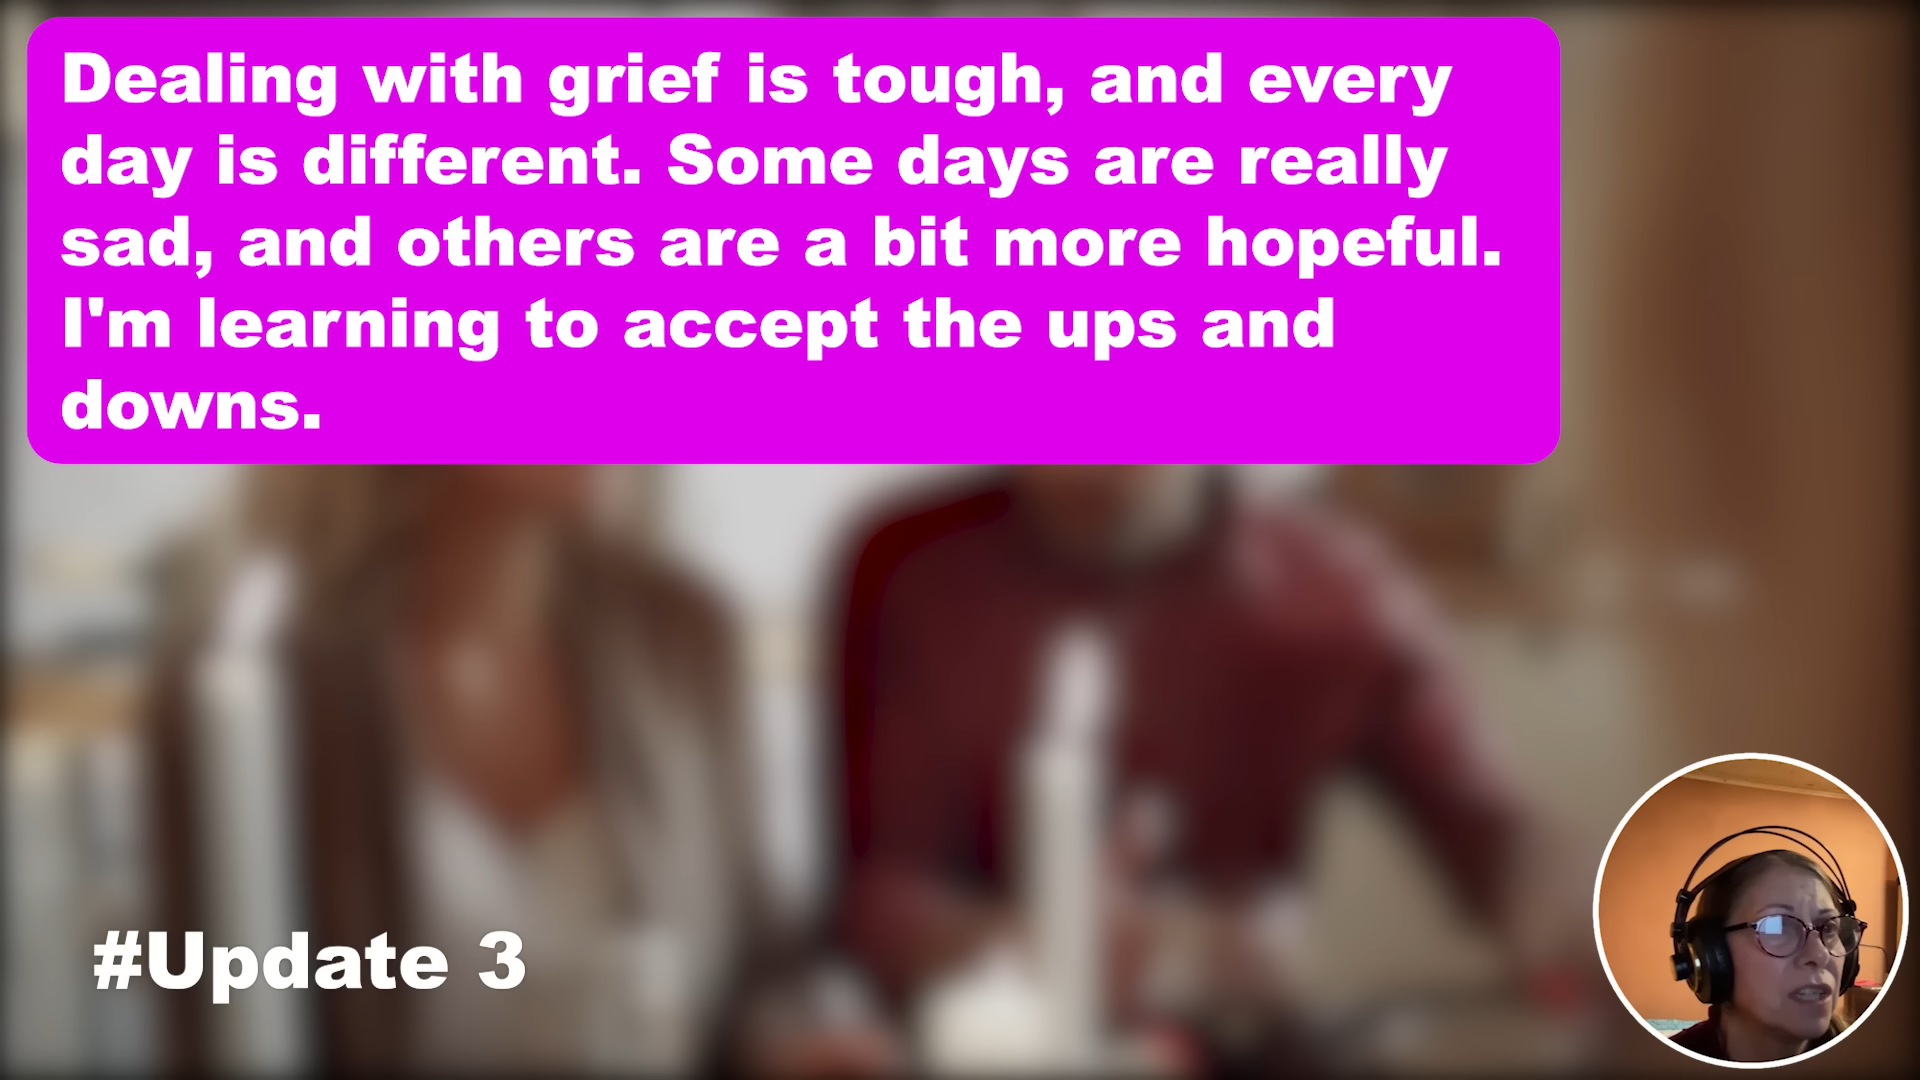 Dealing with grief is tough, and every
day is different. Some days are really
sad, and others are a bit more hopeful.
I'm learning to accept the ups and
downs.
#Update 3